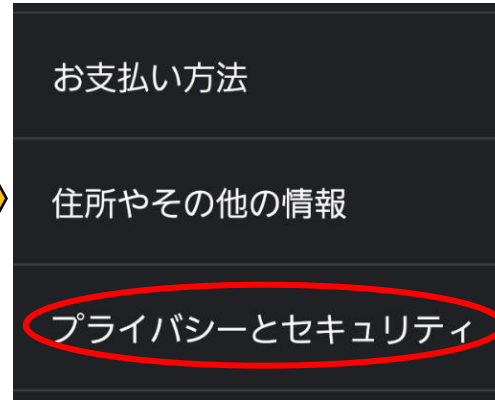 お支払い方法
住所やその他の情報
プライバシーとセキュリティ